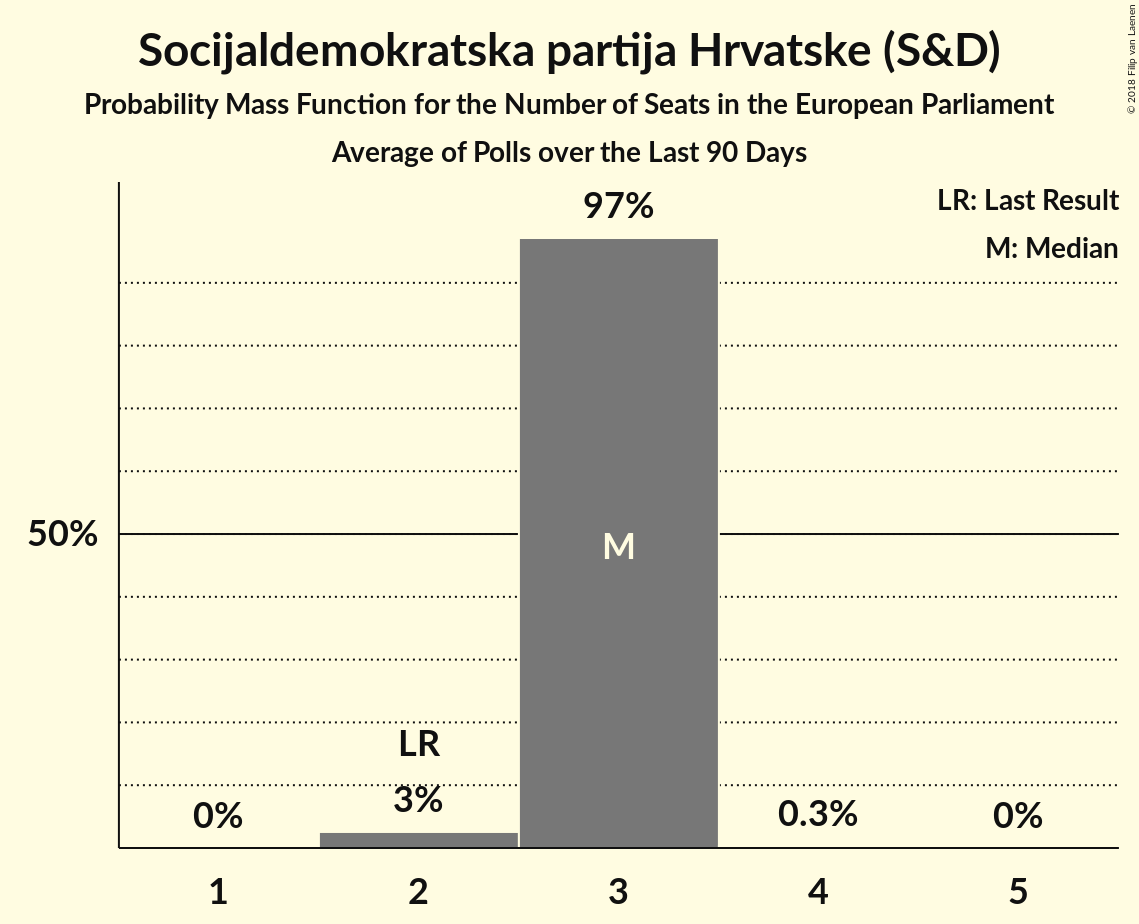 Socijaldemokratska partija Hrvatske (S&D)
Probability Mass Function for the Number of Seats in the European Parliament
Average of Polls over the Last 90 Days
© 2018 Filip van Laenen
LR: Last Result
M: Median
97%
50%
M
LR
0%
3%
0.3%
0%
1
2
3
4
5